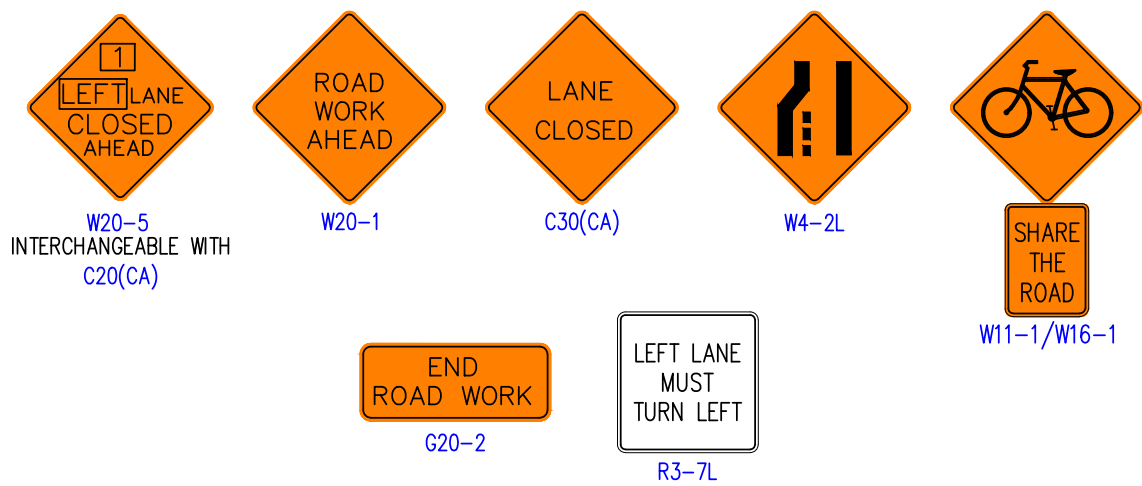 1
LEFT LANE
CLOSED
AHEAD
W20-5
INTERCHANGEABLE WITH
C20(CA)
ROAD
WORK
AHEAD
W20-1
LANE
CLOSED
C30(CA)
W4-2L
SHARE
THE
ROAD
W11-1/W16-1
END
ROAD WORK
G20-2
LEFT LANE
MUST
TURN LEFT
R3-7L